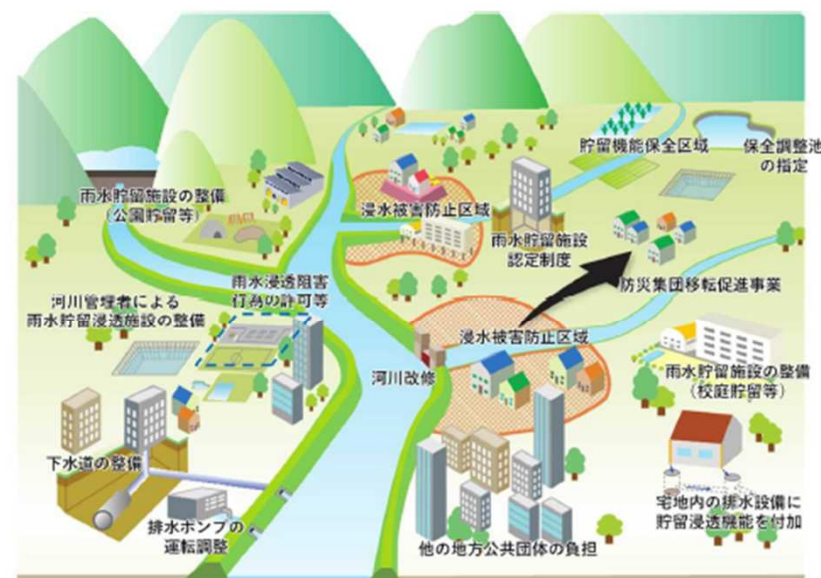 貯留機能保全区域
保全調整池
の指定
雨水貯留施設の整備
(公園貯留等)
浸水被害防止区域
雨水貯留施設
認定制度
雨水浸透阻害
行為の許可等
防災集団移転促進事業
河川管理者による
雨水貯留浸透施設の整備
浸水被害防止区域
河川改修
雨水貯留施設の整備
(校庭貯留等)
下水道の整備
排水ポンプの
運転調整
宅地内の排水設備に
貯留浸透機能を付加
他の地方公共団体の負担